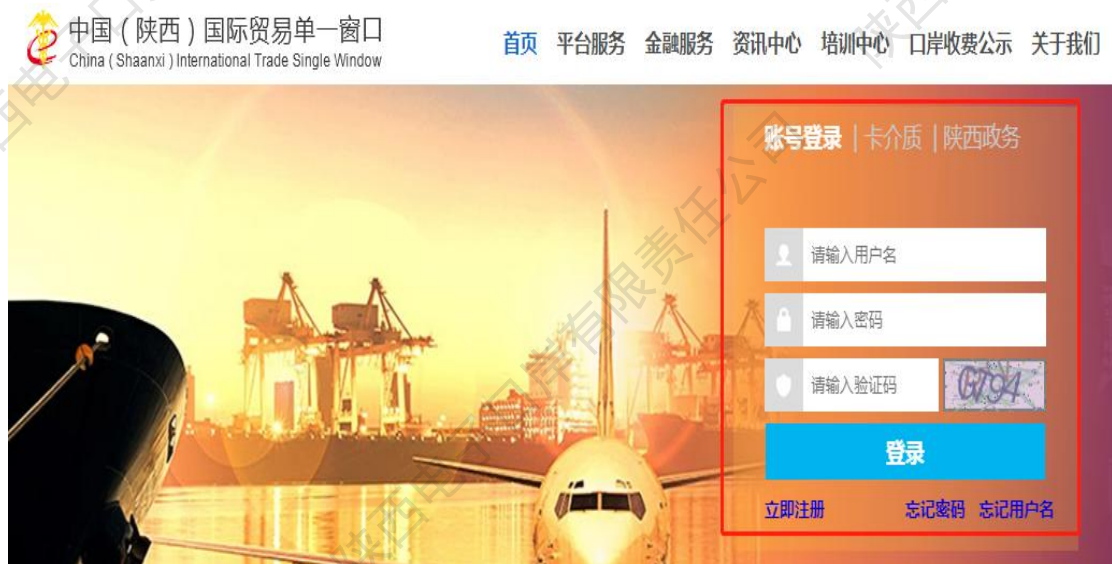 中国（陕西）国际贸易单一窗口
China ( Shaanxi ) International Trade Single Window
首页 平台服务 金融服务 资讯中心 培训中心 口岸收费公示 关于我们
账号登录 | 卡介质 | 陕西政务
请输入用户名
请输入密码
请输入验证码 G794
登录
立即注册 忘记密码 忘记用户名